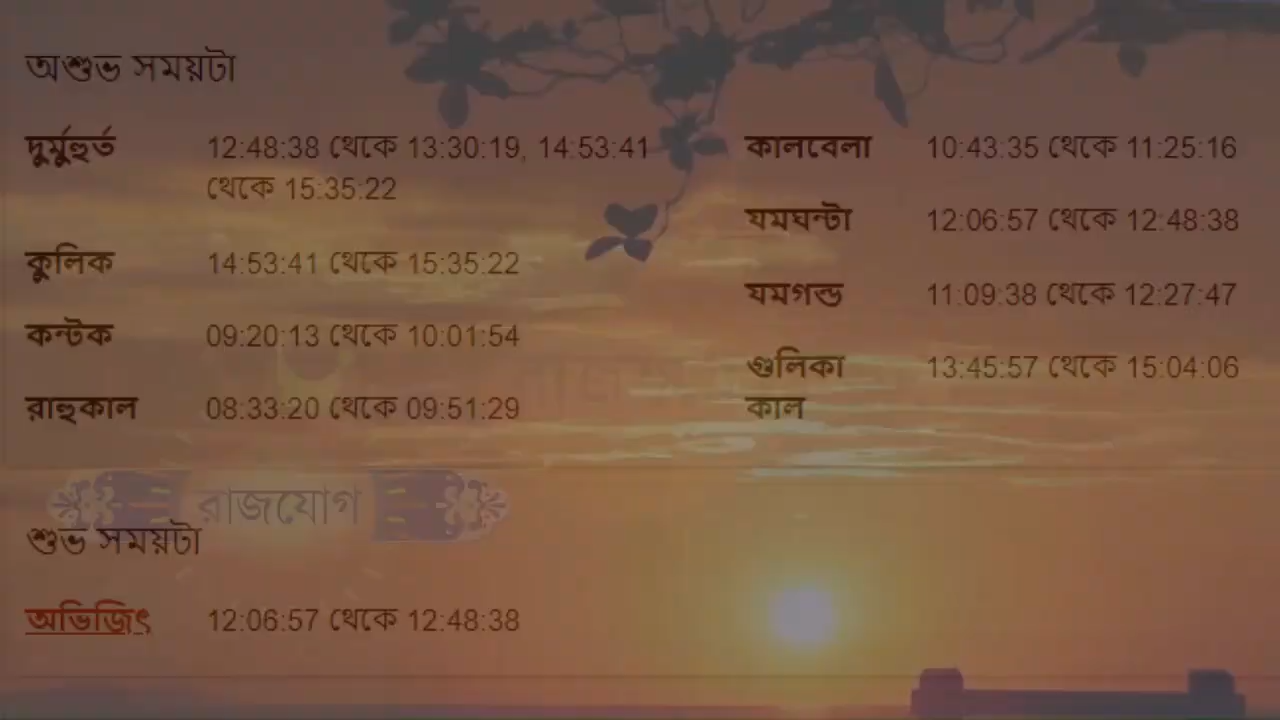 অশুভ সময়টা
দুর্মুহুর্ত 12:48:38 থেকে 13:30:19, 14:53:41
থেকে 15:35:22
কুলিক 14:53:41 থেকে 15:35:22
কন্টক 09:20:13 থেকে 10:01:54
রাহুকাল 08:33:20 থেকে 09:51:29
কালবেলা 10:43:35 থেকে 11:25:16
যমঘন্টা 12:06:57 থেকে 12:48:38
যমগন্ড 11:09:38 থেকে 12:27:47
গুলিকা 13:45:57 থেকে 15:04:06
কাল
রাজযোগ
শুভ সময়টা
অভিজিৎ 12:06:57 থেকে 12:48:38